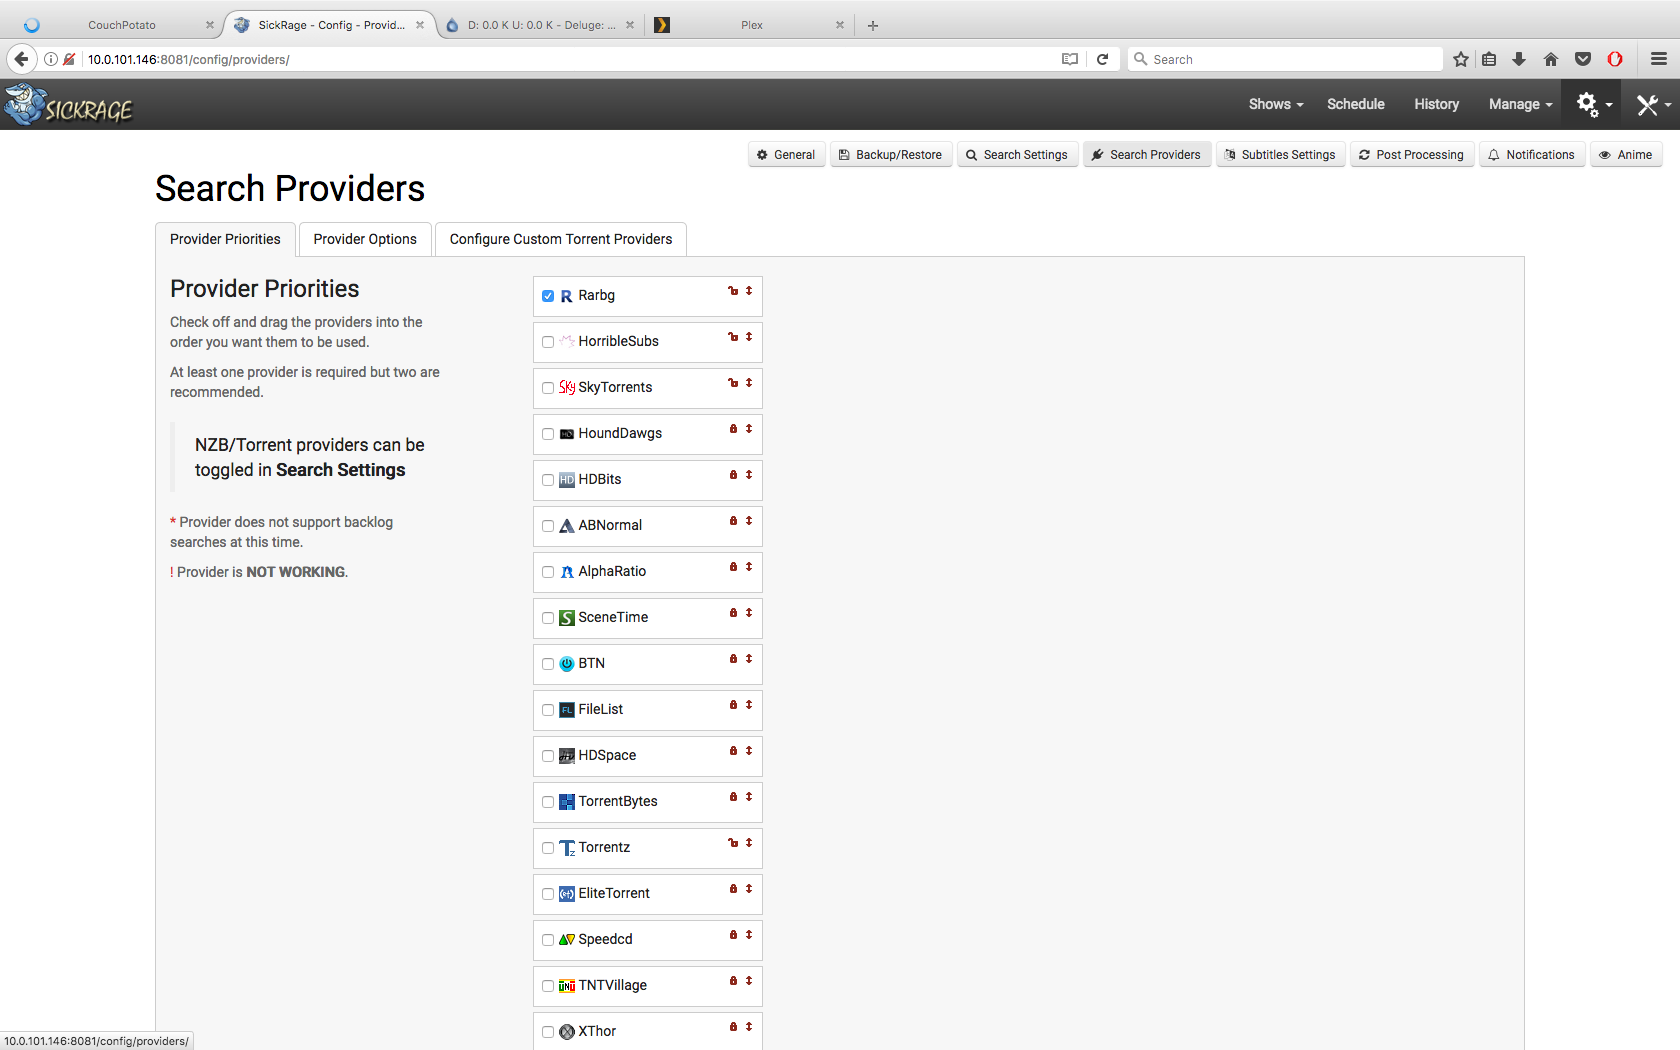 CouchPotato
SickRage - Config - Provid...
D: 0.0 K U: 0.0 K - Deluge: ...
Plex
10.0.101.146:8081/config/providers/
Search
SICKRAGE
Shows
Schedule
History
Manage
General
Backup/Restore
Search Settings
Search Providers
Subtitles Settings
Post Processing
Notifications
Anime
Search Providers
Provider Priorities
Provider Options
Configure Custom Torrent Providers
Provider Priorities
Check off and drag the providers into the
order you want them to be used.
At least one provider is required but two are
recommended.
NZB/Torrent providers can be
toggled in Search Settings
* Provider does not support backlog
searches at this time.
! Provider is NOT WORKING.
Rarbg
HorribleSubs
SkyTorrents
HoundDawgs
HDBits
ABNormal
AlphaRatio
SceneTime
BTN
FileList
HDSpace
TorrentBytes
Torrentz
EliteTorrent
Speedcd
TNTVillage
XThor
10.0.101.146:8081/config/providers/